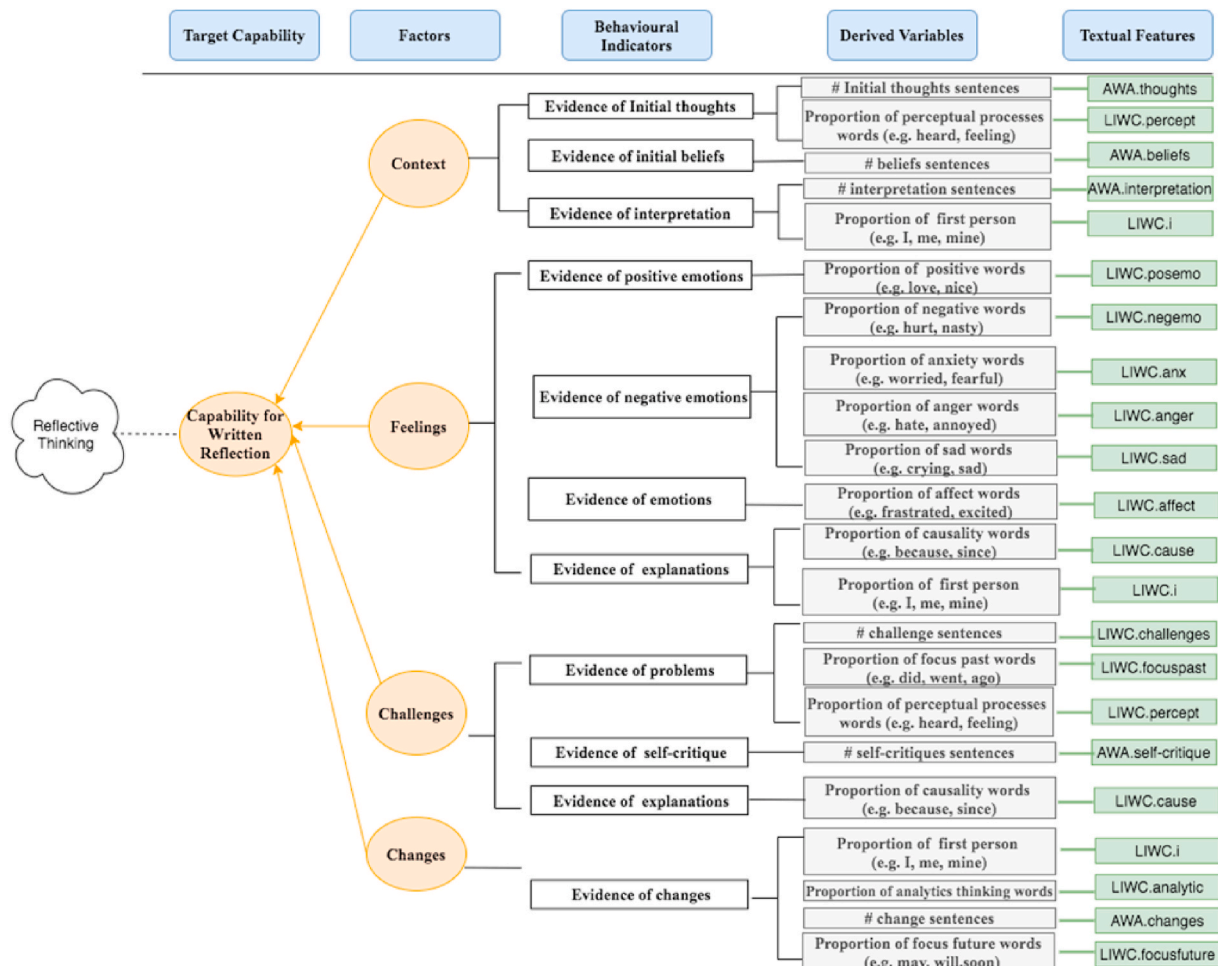 Target Capability
Factors
Behavioural
Indicators
Derived Variables
Textual Features
Reflective
Thinking
Capability for
Written
Reflection
Context
Evidence of Initial thoughts
# Initial thoughts sentences
AWA.thoughts
Proportion of perceptual processes
words (e.g. heard, feeling)
LIWC.percept
Evidence of initial beliefs
# beliefs sentences
AWA.beliefs
Evidence of interpretation
# interpretation sentences
AWA.interpretation
Proportion of first person
(e.g. I, me, mine)
LIWC.i
Feelings
Evidence of positive emotions
Proportion of positive words
(e.g. love, nice)
LIWC.posemo
Evidence of negative emotions
Proportion of negative words
(e.g. hurt, nasty)
LIWC.negemo
Proportion of anxiety words
(e.g. worried, fearful)
LIWC.anx
Proportion of anger words
(e.g. hate, annoyed)
LIWC.anger
Proportion of sad words
(e.g. crying, sad)
LIWC.sad
Evidence of emotions
Proportion of affect words
(e.g. frustrated, excited)
LIWC.affect
Evidence of explanations
Proportion of causality words
(e.g. because, since)
LIWC.cause
Proportion of first person
(e.g. I, me, mine)
LIWC.i
Challenges
Evidence of problems
# challenge sentences
LIWC.challenges
Proportion of focus past words
(e.g. did, went, ago)
LIWC.focuspast
Proportion of perceptual processes
words (e.g. heard, feeling)
LIWC.percept
Evidence of self-critique
# self-critiques sentences
AWA.self-critique
Evidence of explanations
Proportion of causality words
(e.g. because, since)
LIWC.cause
Changes
Evidence of changes
Proportion of first person
(e.g. I, me, mine)
LIWC.i
Proportion of analytics thinking words
LIWC.analytic
# change sentences
AWA.changes
Proportion of focus future words
(e.g. may, will,soon)
LIWC.focusfuture